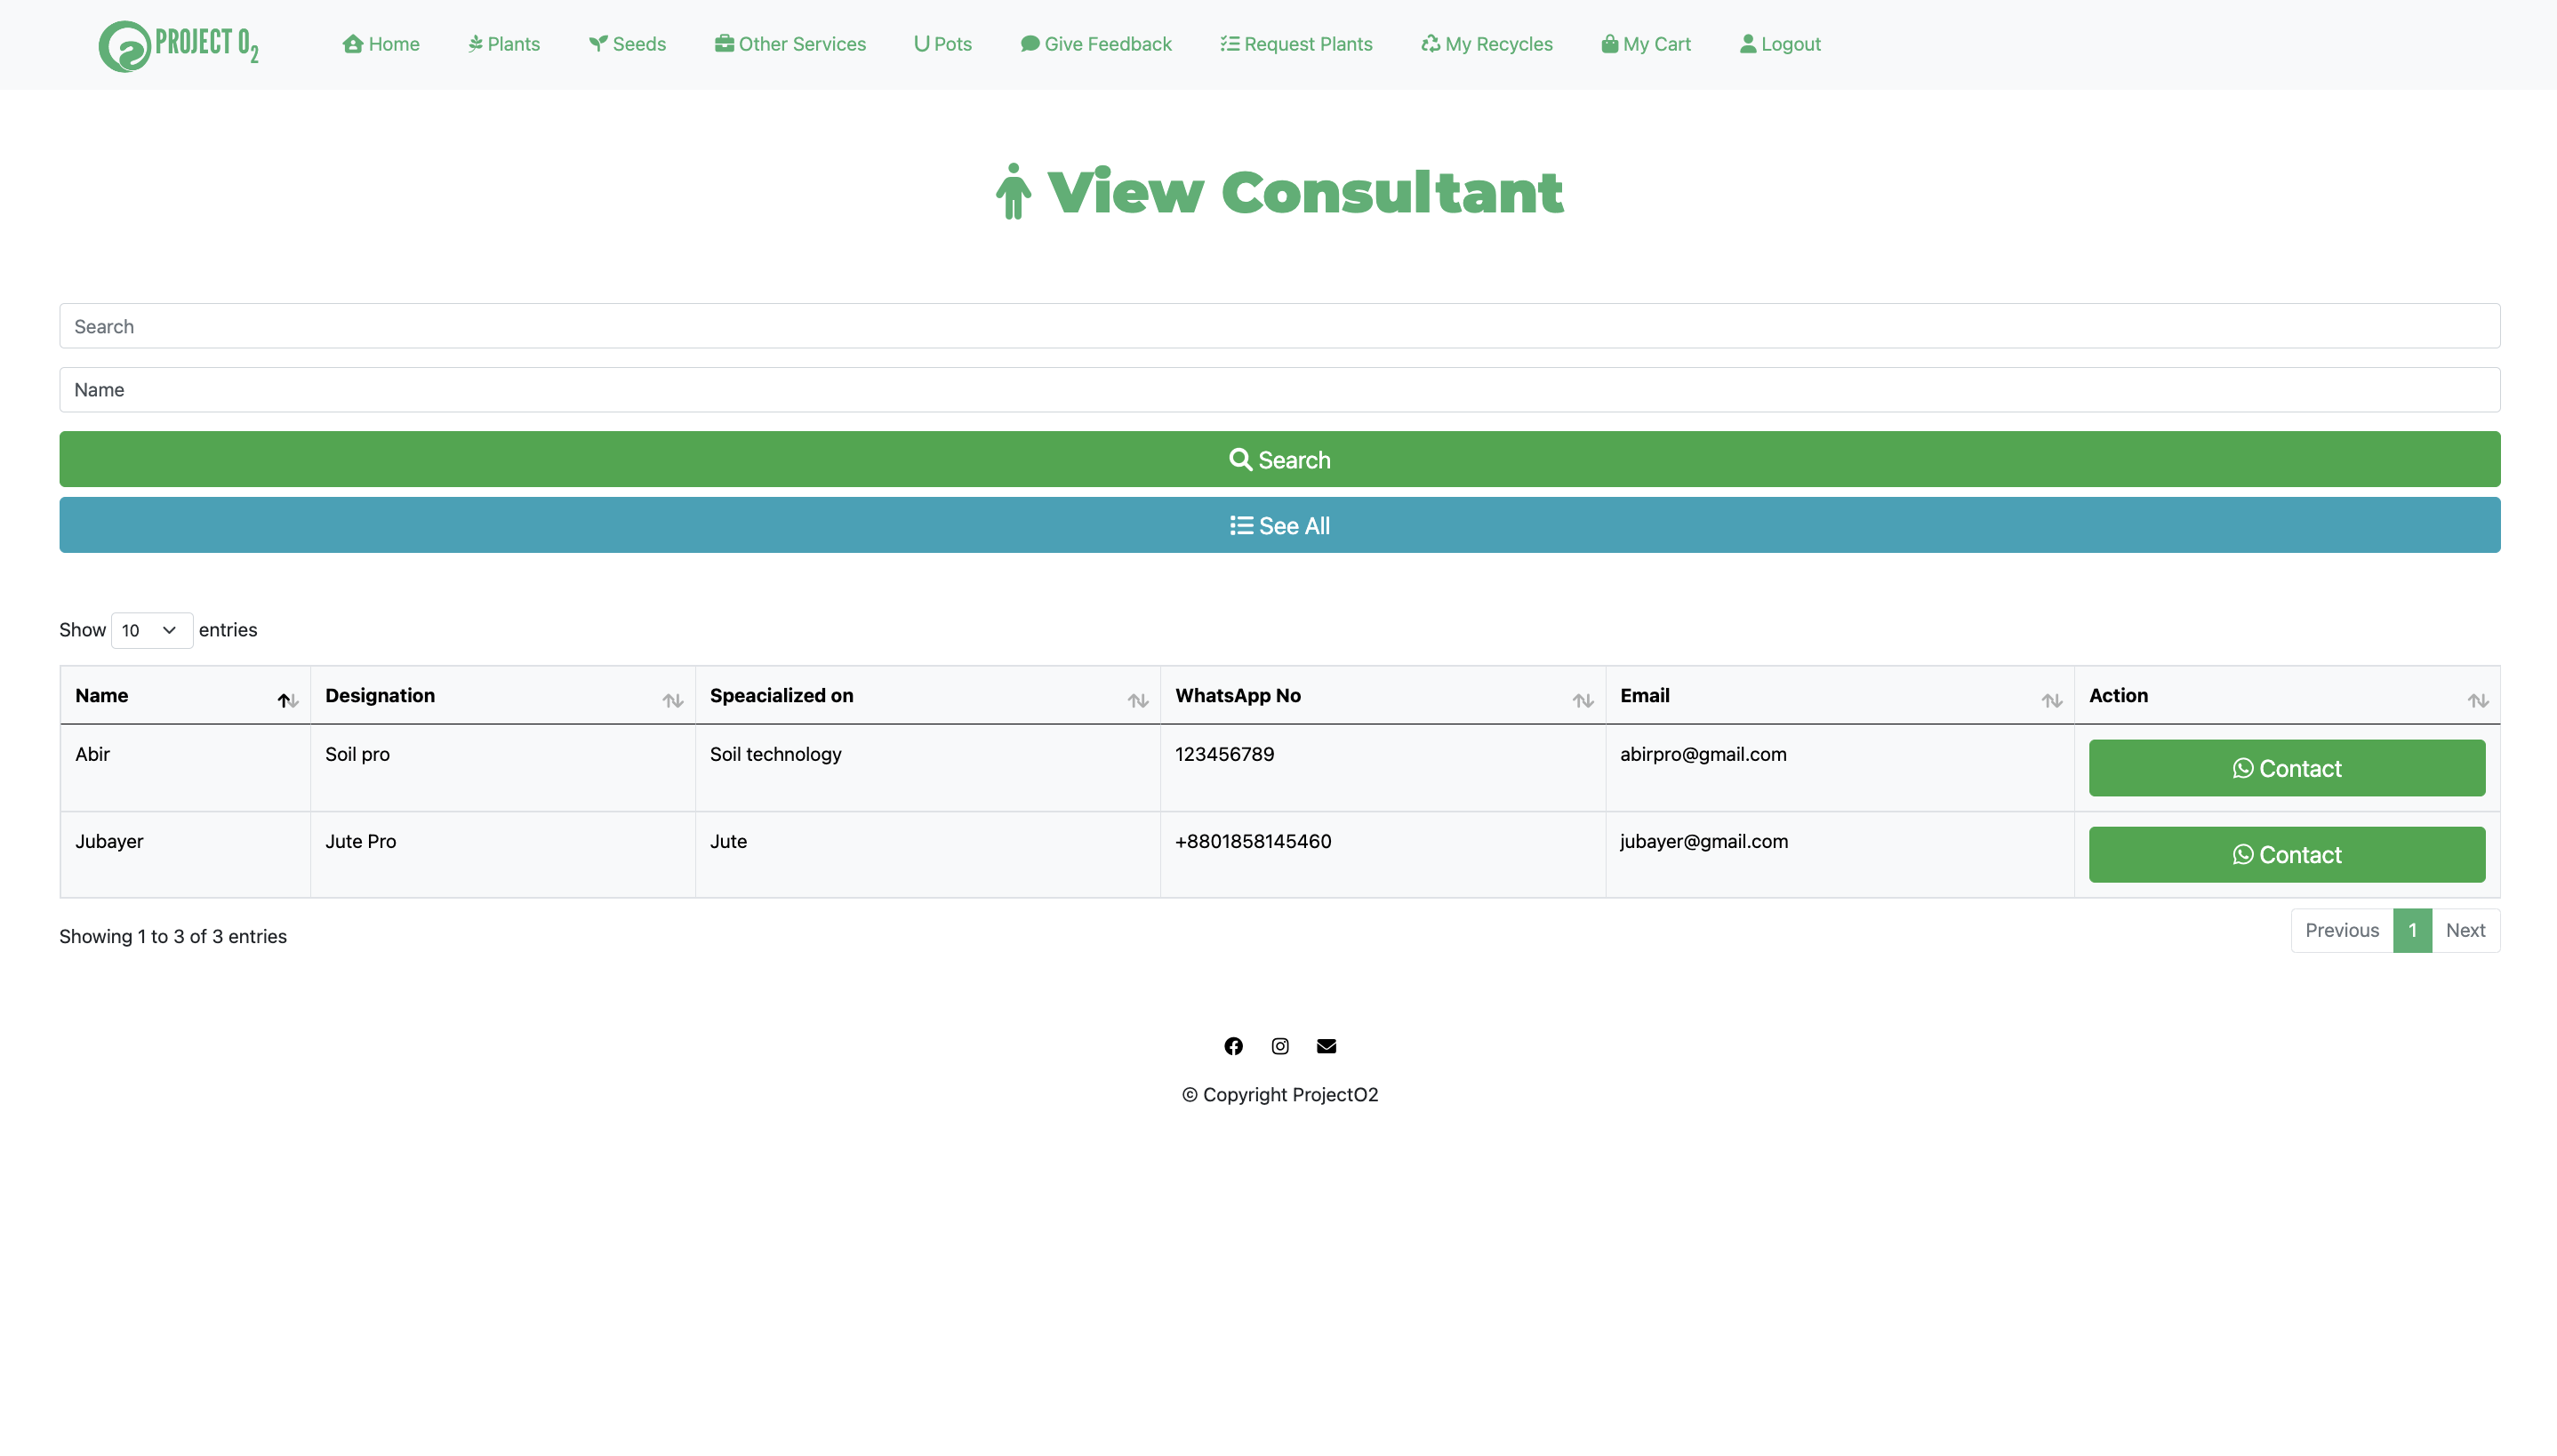 PROJECT O2 Home Plants Seeds Other Services Pots Give Feedback Request Plants My Recycles My Cart Logout
View Consultant
Search
Name
Search
See All
Show 10 entries
Name Designation Speacialized on WhatsApp No Email Action
Abir Soil pro Soil technology 123456789 abirpro@gmail.com Contact
Jubayer Jute Pro Jute +8801858145460 jubayer@gmail.com Contact
Showing 1 to 3 of 3 entries Previous 1 Next
© Copyright ProjectO2